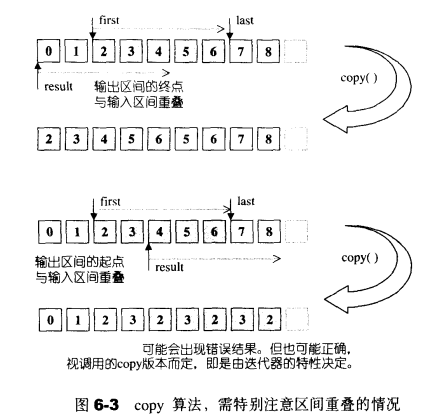 first last
0 1 2 3 4 5 6 7 8
result 输出区间的终点
与输入区间重叠
copy( )
2 3 4 5 6 5 6 7 8
first last
0 1 2 3 4 5 6 7 8
输出区间的起点
与输入区间重叠
result
copy( )
0 1 2 3 2 3 2 3 2
可能会出现错误结果。但也可能正确，
视调用的copy版本而定，即是由迭代器的特性决定。
图 6-3 copy 算法，需特别注意区间重叠的情况